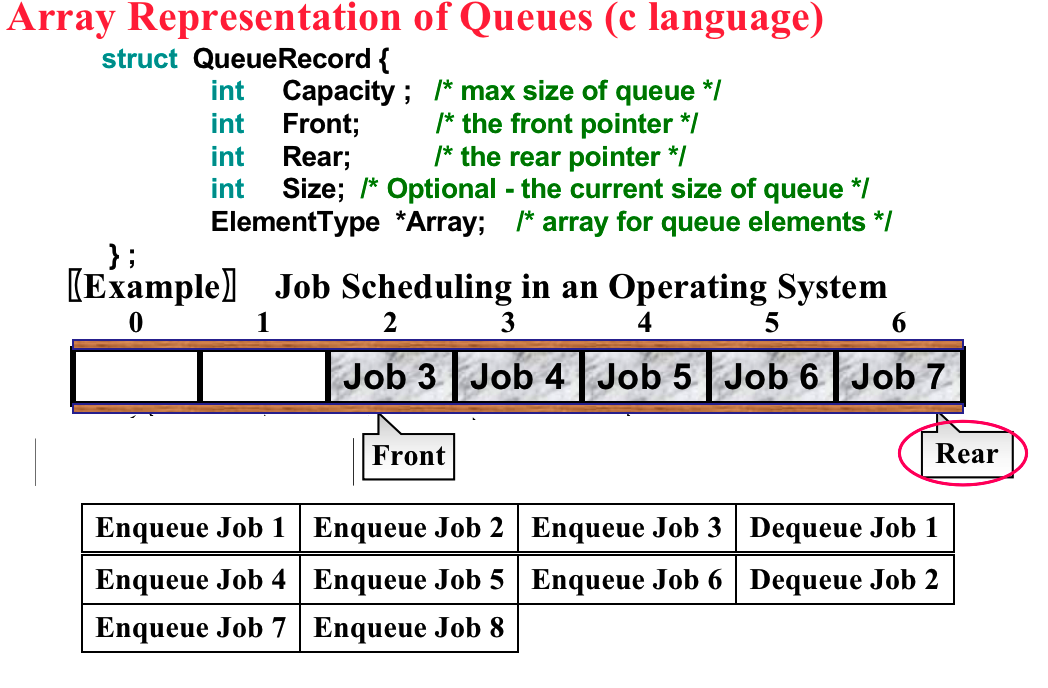 Array Representation of Queues (c language)
struct QueueRecord {
int Capacity ; /* max size of queue */
int Front; /* the front pointer */
int Rear; /* the rear pointer */
int Size; /* Optional - the current size of queue */
ElementType *Array; /* array for queue elements */
} ;
〖Example〗 Job Scheduling in an Operating System
0 1 2 3 4 5 6
Job 3 Job 4 Job 5 Job 6 Job 7
Front Rear
Enqueue Job 1 Enqueue Job 2 Enqueue Job 3 Dequeue Job 1
Enqueue Job 4 Enqueue Job 5 Enqueue Job 6 Dequeue Job 2
Enqueue Job 7 Enqueue Job 8